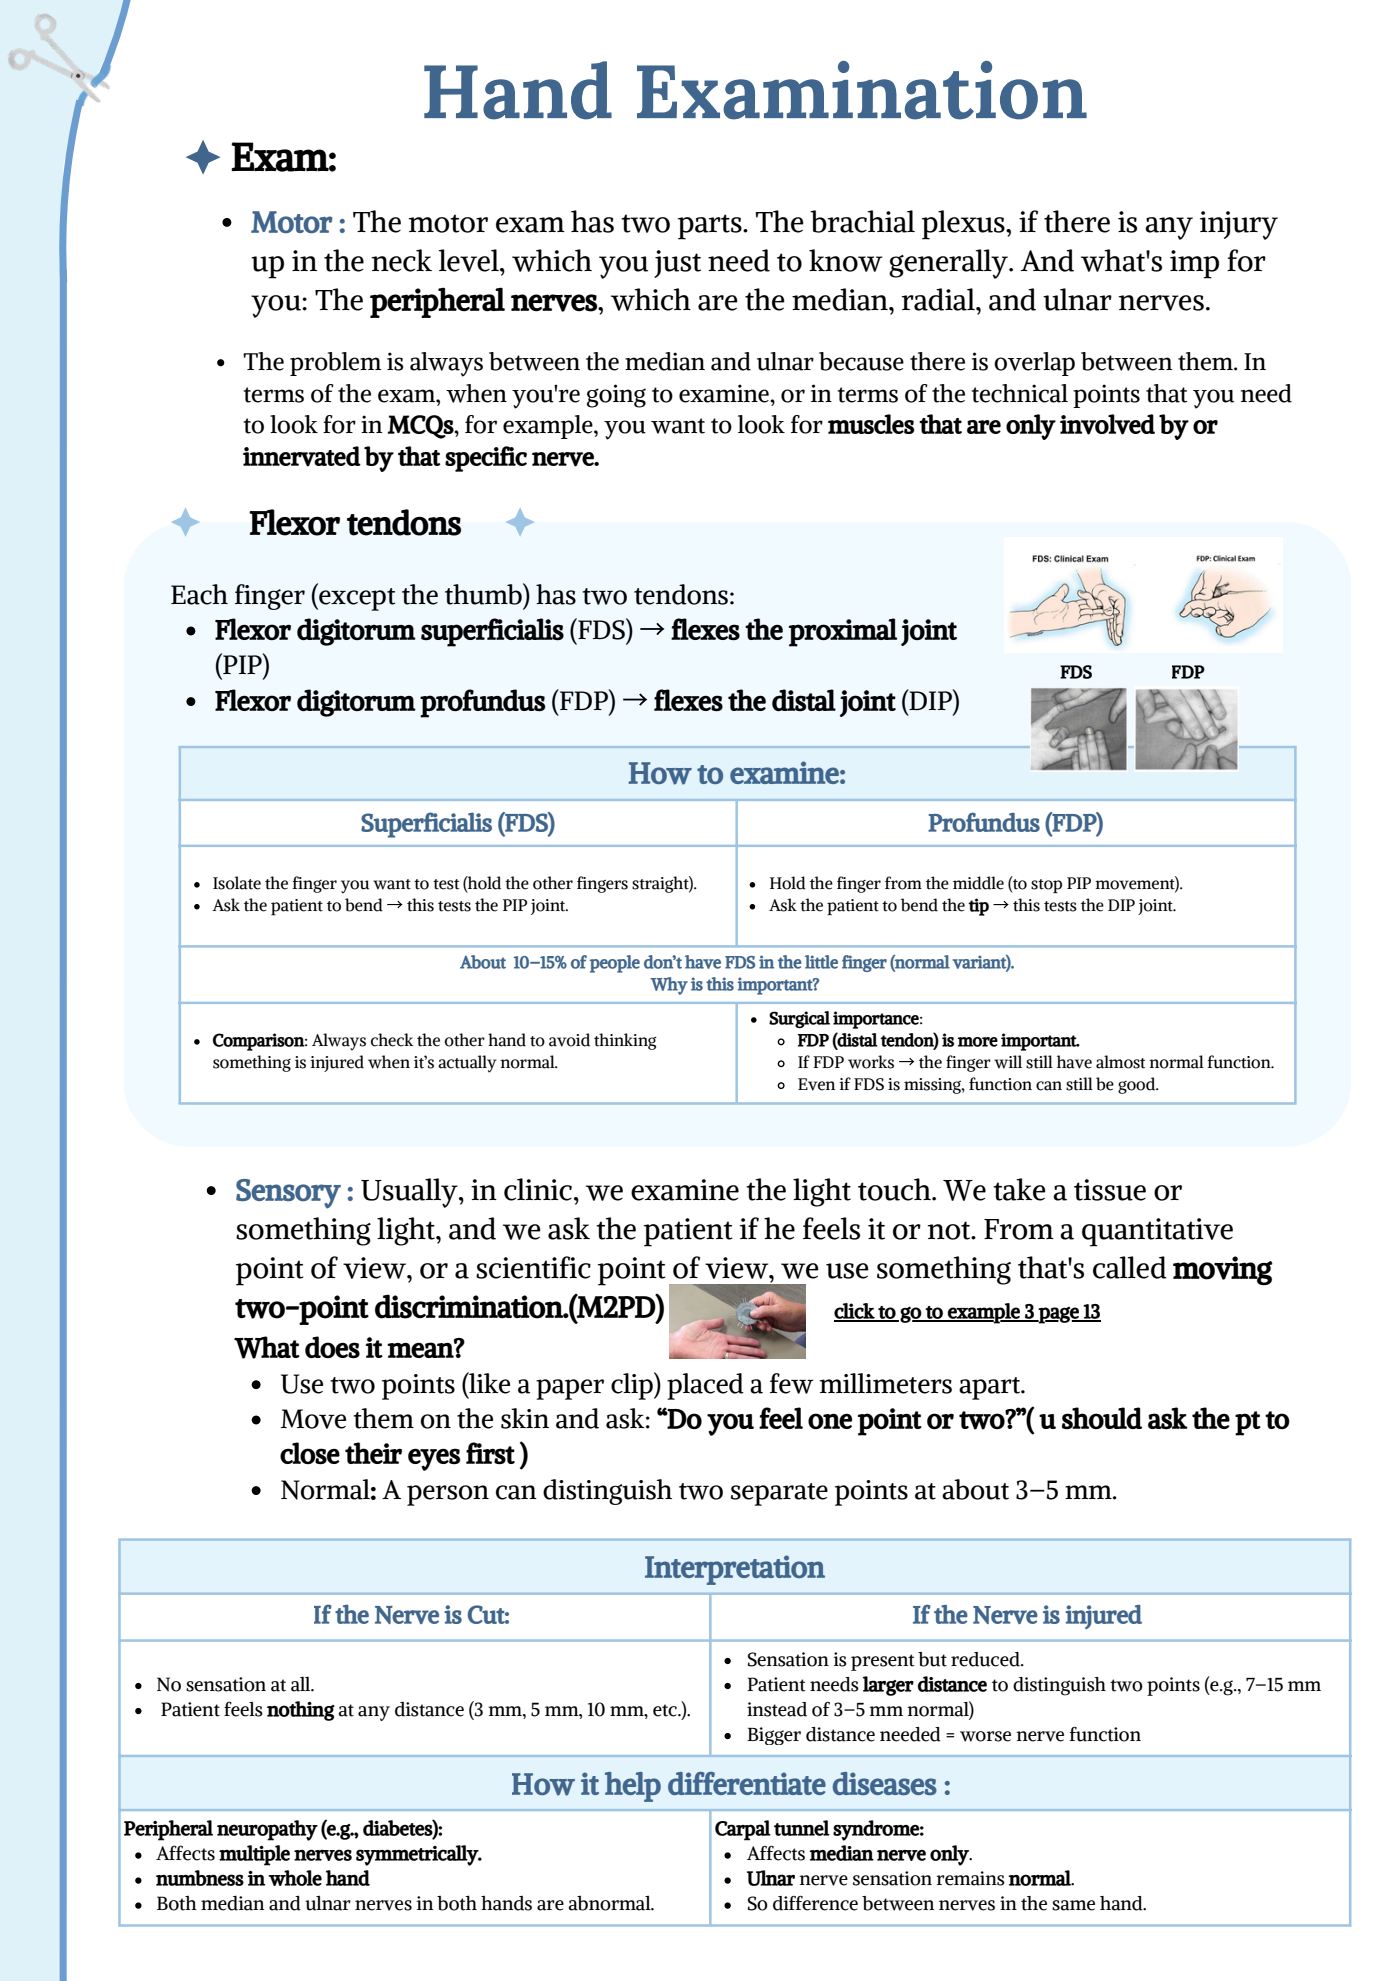 Hand Examination
Exam:
• Motor : The motor exam has two parts. The brachial plexus, if there is any injury
up in the neck level, which you just need to know generally. And what's imp for
you: The peripheral nerves, which are the median, radial, and ulnar nerves.
• The problem is always between the median and ulnar because there is overlap between them. In
terms of the exam, when you're going to examine, or in terms of the technical points that you need
to look for in MCQs, for example, you want to look for muscles that are only involved by or
innervated by that specific nerve.
Flexor tendons
Each finger (except the thumb) has two tendons:
• Flexor digitorum superficialis (FDS) → flexes the proximal joint
(PIP)
• Flexor digitorum profundus (FDP) → flexes the distal joint (DIP)
FDS: Clinical Exam
FDP: Clinical Exam
FDS
FDP
How to examine:
Superficialis (FDS)
Profundus (FDP)
• Isolate the finger you want to test (hold the other fingers straight).
• Ask the patient to bend → this tests the PIP joint.
• Hold the finger from the middle (to stop PIP movement).
• Ask the patient to bend the tip → this tests the DIP joint.
About 10–15% of people don’t have FDS in the little finger (normal variant).
Why is this important?
• Comparison: Always check the other hand to avoid thinking
something is injured when it’s actually normal.
• Surgical importance:
◦ FDP (distal tendon) is more important.
◦ If FDP works → the finger will still have almost normal function.
◦ Even if FDS is missing, function can still be good.
• Sensory : Usually, in clinic, we examine the light touch. We take a tissue or
something light, and we ask the patient if he feels it or not. From a quantitative
point of view, or a scientific point of view, we use something that's called moving
two-point discrimination.(M2PD)
click to go to example 3 page 13
What does it mean?
• Use two points (like a paper clip) placed a few millimeters apart.
• Move them on the skin and ask: “Do you feel one point or two?”( u should ask the pt to
close their eyes first )
• Normal: A person can distinguish two separate points at about 3–5 mm.
Interpretation
If the Nerve is Cut:
If the Nerve is injured
• No sensation at all.
• Patient feels nothing at any distance (3 mm, 5 mm, 10 mm, etc.).
• Sensation is present but reduced.
• Patient needs larger distance to distinguish two points (e.g., 7–15 mm
instead of 3–5 mm normal)
• Bigger distance needed = worse nerve function
How it help differentiate diseases :
Peripheral neuropathy (e.g., diabetes):
• Affects multiple nerves symmetrically.
• numbness in whole hand
• Both median and ulnar nerves in both hands are abnormal.
Carpal tunnel syndrome:
• Affects median nerve only.
• Ulnar nerve sensation remains normal.
• So difference between nerves in the same hand.